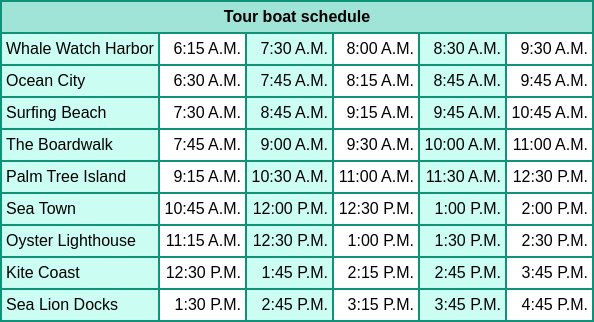 Tour boat schedule
Whale Watch Harbor 6:15 A.M. 7:30 A.M. 8:00 A.M. 8:30 A.M. 9:30 A.M.
Ocean City 6:30 A.M. 7:45 A.M. 8:15 A.M. 8:45 A.M. 9:45 A.M.
Surfing Beach 7:30 A.M. 8:45 A.M. 9:15 A.M. 9:45 A.M. 10:45 A.M.
The Boardwalk 7:45 A.M. 9:00 A.M. 9:30 A.M. 10:00 A.M. 11:00 A.M.
Palm Tree Island 9:15 A.M. 10:30 A.M. 11:00 A.M. 11:30 A.M. 12:30 P.M.
Sea Town 10:45 A.M. 12:00 P.M. 12:30 P.M. 1:00 P.M. 2:00 P.M.
Oyster Lighthouse 11:15 A.M. 12:30 P.M. 1:00 P.M. 1:30 P.M. 2:30 P.M.
Kite Coast 12:30 P.M. 1:45 P.M. 2:15 P.M. 2:45 P.M. 3:45 P.M.
Sea Lion Docks 1:30 P.M. 2:45 P.M. 3:15 P.M. 3:45 P.M. 4:45 P.M.